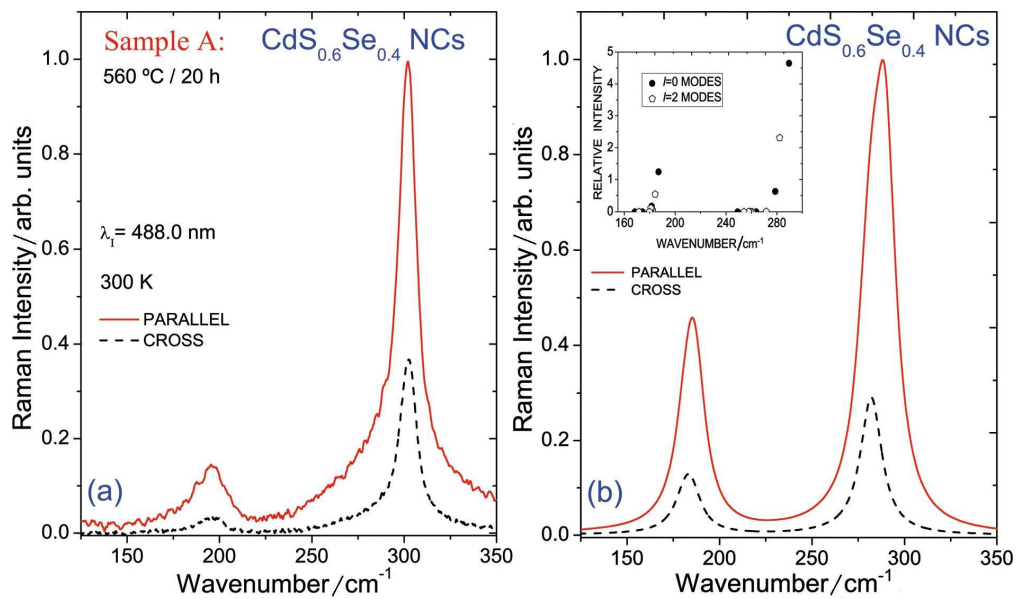 Sample A:
CdS0.6Se0.4 NCs
560 ºC / 20 h
λI= 488.0 nm
300 K
PARALLEL
CROSS
(a)
Raman Intensity/arb. units
1.0
0.8
0.6
0.4
0.2
0.0
150 200 250 300 350
Wavenumber/cm-1
CdS0.6Se0.4 NCs
l=0 MODES
l=2 MODES
RELATIVE INTENSITY
5
4
3
2
1
0
160 200 240 280
WAVENUMBER/cm-1
PARALLEL
CROSS
(b)
Raman Intensity/arb. units
1.0
0.8
0.6
0.4
0.2
0.0
150 200 250 300 350
Wavenumber/cm-1